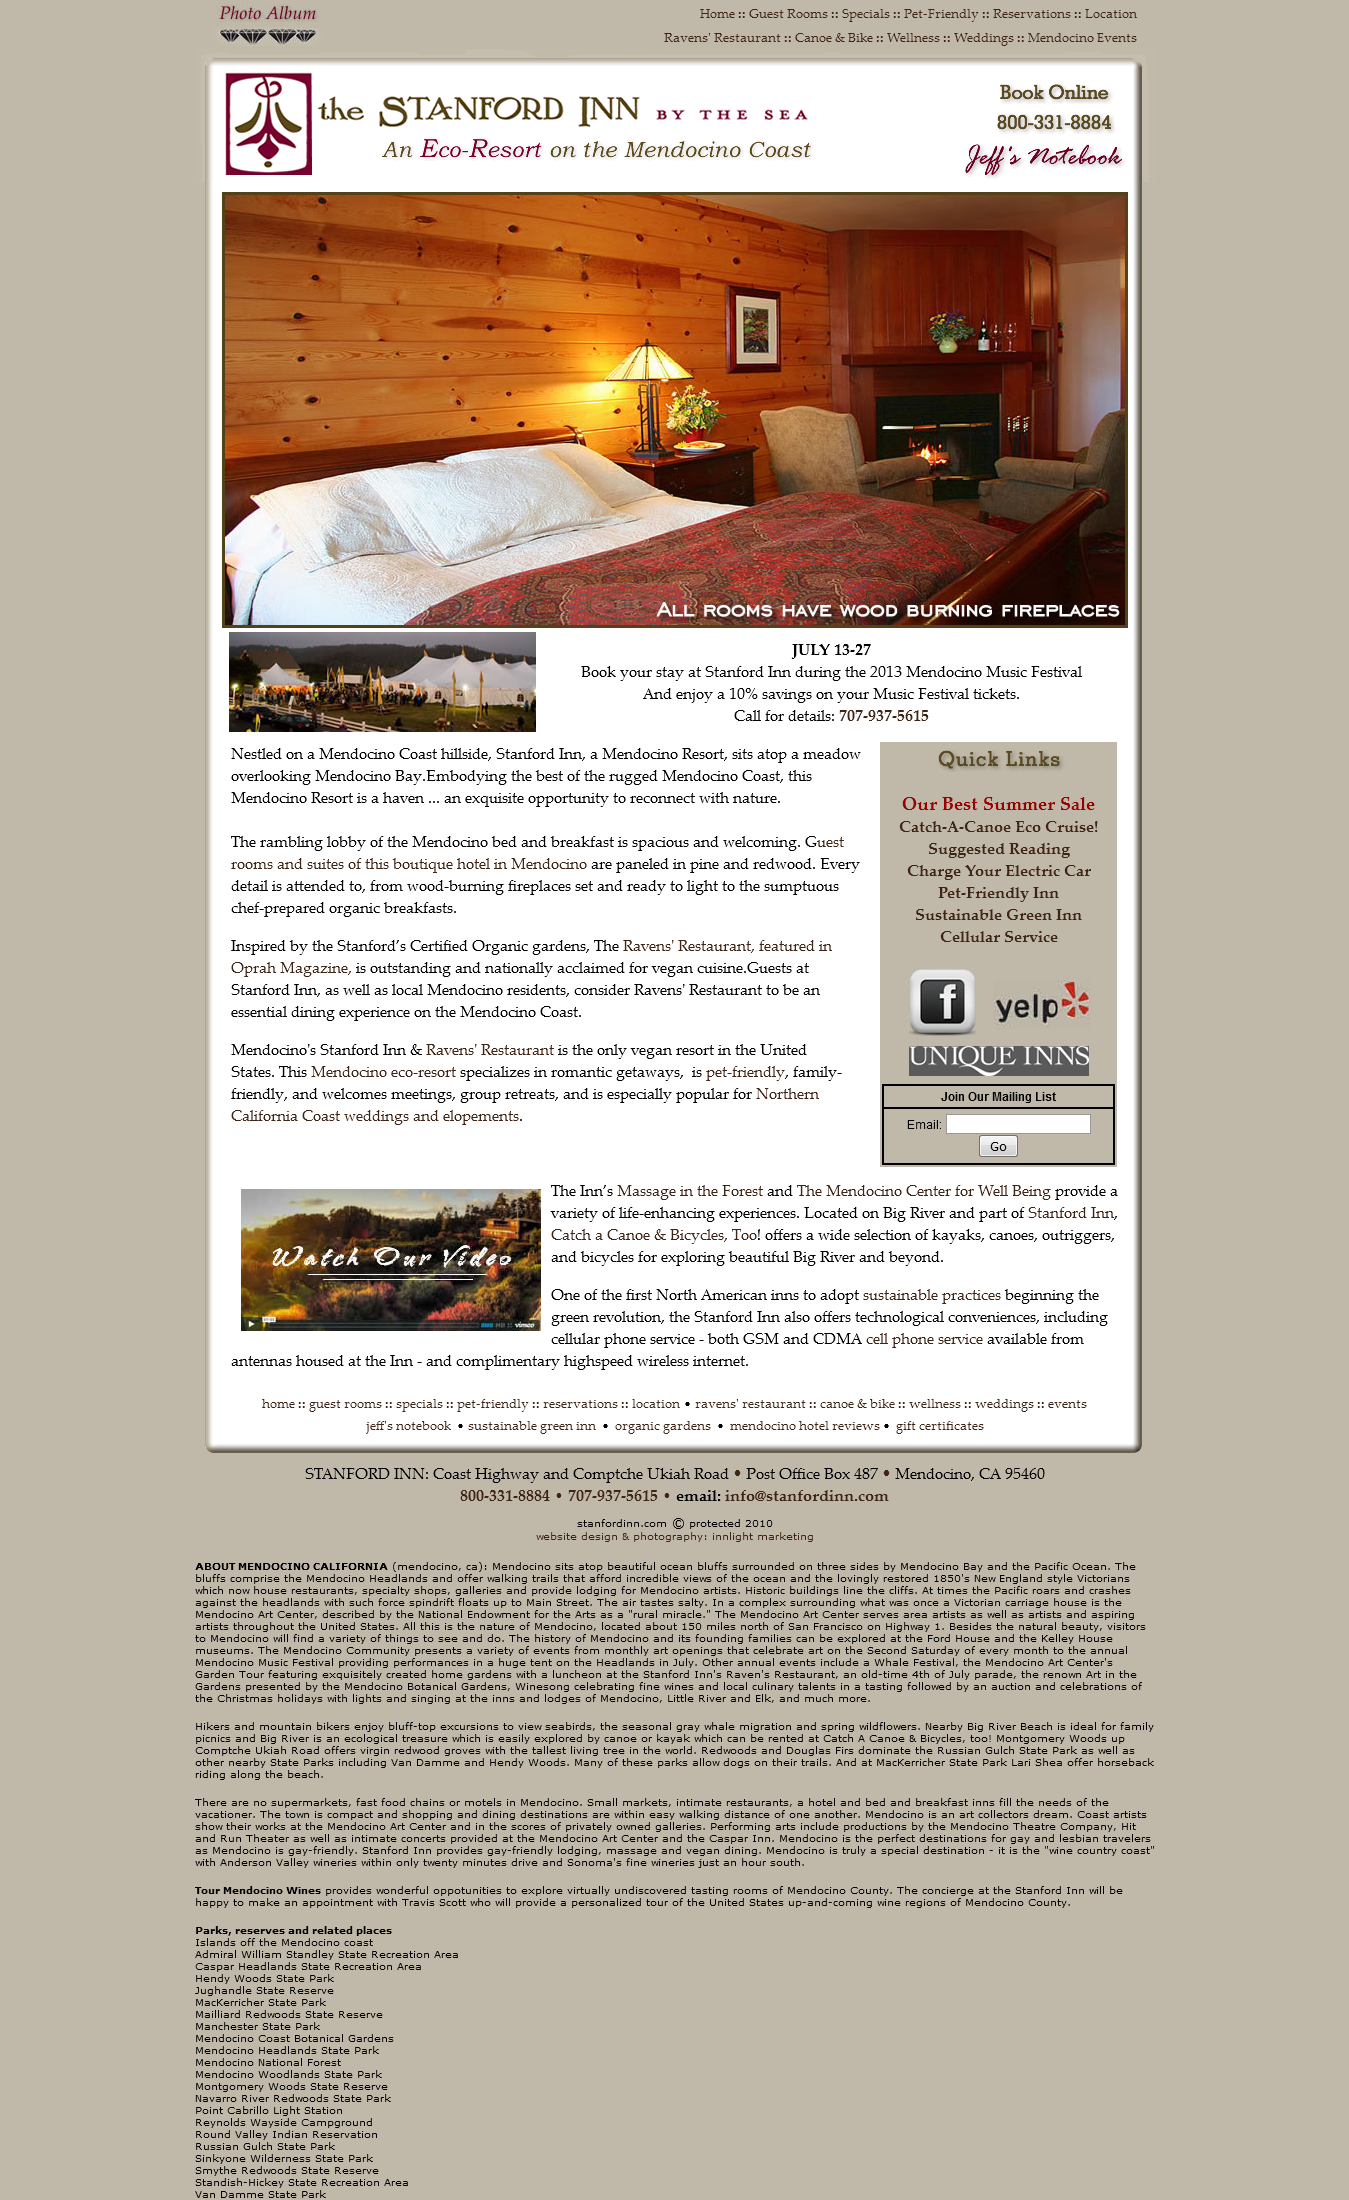 Photo Album
Home :: Guest Rooms :: Specials :: Pet-Friendly :: Reservations :: Location
Ravens' Restaurant :: Canoe & Bike :: Wellness :: Weddings :: Mendocino Events
the STANFORD INN BY THE SEA
An Eco-Resort on the Mendocino Coast
Book Online
800-331-8884
Jeff's Notebook
ALL ROOMS HAVE WOOD BURNING FIREPLACES
JULY 13-27
Book your stay at Stanford Inn during the 2013 Mendocino Music Festival
And enjoy a 10% savings on your Music Festival tickets.
Call for details: 707-937-5615
Nestled on a Mendocino Coast hillside, Stanford Inn, a Mendocino Resort, sits atop a meadow
overlooking Mendocino Bay.Embodying the best of the rugged Mendocino Coast, this
Mendocino Resort is a haven ... an exquisite opportunity to reconnect with nature.
The rambling lobby of the Mendocino bed and breakfast is spacious and welcoming. Guest
rooms and suites of this boutique hotel in Mendocino are paneled in pine and redwood. Every
detail is attended to, from wood-burning fireplaces set and ready to light to the sumptuous
chef-prepared organic breakfasts.
Inspired by the Stanford's Certified Organic gardens, The Ravens' Restaurant, featured in
Oprah Magazine, is outstanding and nationally acclaimed for vegan cuisine.Guests at
Stanford Inn, as well as local Mendocino residents, consider Ravens' Restaurant to be an
essential dining experience on the Mendocino Coast.
Mendocino's Stanford Inn & Ravens' Restaurant is the only vegan resort in the United
States. This Mendocino eco-resort specializes in romantic getaways, is pet-friendly, family-
friendly, and welcomes meetings, group retreats, and is especially popular for Northern
California Coast weddings and elopements.
Quick Links
Our Best Summer Sale
Catch-A-Canoe Eco Cruise!
Suggested Reading
Charge Your Electric Car
Pet-Friendly Inn
Sustainable Green Inn
Cellular Service
f yelp
UNIQUE INNS
Join Our Mailing List
Email:
Go
Watch Our Video
HD vimeo
The Inn's Massage in the Forest and The Mendocino Center for Well Being provide a
variety of life-enhancing experiences. Located on Big River and part of Stanford Inn,
Catch a Canoe & Bicycles, Too! offers a wide selection of kayaks, canoes, outriggers,
and bicycles for exploring beautiful Big River and beyond.
One of the first North American inns to adopt sustainable practices beginning the
green revolution, the Stanford Inn also offers technological conveniences, including
cellular phone service - both GSM and CDMA cell phone service available from
antennas housed at the Inn - and complimentary highspeed wireless internet.
home :: guest rooms :: specials :: pet-friendly :: reservations :: location • ravens' restaurant :: canoe & bike :: wellness :: weddings :: events
jeff's notebook • sustainable green inn • organic gardens • mendocino hotel reviews • gift certificates
STANFORD INN: Coast Highway and Comptche Ukiah Road • Post Office Box 487 • Mendocino, CA 95460
800-331-8884 • 707-937-5615 • email: info@stanfordinn.com
stanfordinn.com © protected 2010
website design & photography: innlight marketing
ABOUT MENDOCINO CALIFORNIA (mendocino, ca): Mendocino sits atop beautiful ocean bluffs surrounded on three sides by Mendocino Bay and the Pacific Ocean. The
bluffs comprise the Mendocino Headlands and offer walking trails that afford incredible views of the ocean and the lovingly restored 1850's New England style Victorians
which now house restaurants, specialty shops, galleries and provide lodging for Mendocino artists. Historic buildings line the cliffs. At times the Pacific roars and crashes
against the headlands with such force spindrift floats up to Main Street. The air tastes salty. In a complex surrounding what was once a Victorian carriage house is the
Mendocino Art Center, described by the National Endowment for the Arts as a "rural miracle." The Mendocino Art Center serves area artists as well as artists and aspiring
artists throughout the United States. All this is the nature of Mendocino, located about 150 miles north of San Francisco on Highway 1. Besides the natural beauty, visitors
to Mendocino will find a variety of things to see and do. The history of Mendocino and its founding families can be explored at the Ford House and the Kelley House
museums. The Mendocino Community presents a variety of events from monthly art openings that celebrate art on the Second Saturday of every month to the annual
Mendocino Music Festival providing performances in a huge tent on the Headlands in July. Other annual events include a Whale Festival, the Mendocino Art Center's
Garden Tour featuring exquisitely created home gardens with a luncheon at the Stanford Inn's Raven's Restaurant, an old-time 4th of July parade, the renown Art in the
Gardens presented by the Mendocino Botanical Gardens, Winesong celebrating fine wines and local culinary talents in a tasting followed by an auction and celebrations of
the Christmas holidays with lights and singing at the inns and lodges of Mendocino, Little River and Elk, and much more.
Hikers and mountain bikers enjoy bluff-top excursions to view seabirds, the seasonal gray whale migration and spring wildflowers. Nearby Big River Beach is ideal for family
picnics and Big River is an ecological treasure which is easily explored by canoe or kayak which can be rented at Catch A Canoe & Bicycles, too! Montgomery Woods up
Comptche Ukiah Road offers virgin redwood groves with the tallest living tree in the world. Redwoods and Douglas Firs dominate the Russian Gulch State Park as well as
other nearby State Parks including Van Damme and Hendy Woods. Many of these parks allow dogs on their trails. And at MacKerricher State Park Lari Shea offer horseback
riding along the beach.
There are no supermarkets, fast food chains or motels in Mendocino. Small markets, intimate restaurants, a hotel and bed and breakfast inns fill the needs of the
vacationer. The town is compact and shopping and dining destinations are within easy walking distance of one another. Mendocino is an art collectors dream. Coast artists
show their works at the Mendocino Art Center and in the scores of privately owned galleries. Performing arts include productions by the Mendocino Theatre Company, Hit
and Run Theater as well as intimate concerts provided at the Mendocino Art Center and the Caspar Inn. Mendocino is the perfect destinations for gay and lesbian travelers
as Mendocino is gay-friendly. Stanford Inn provides gay-friendly lodging, massage and vegan dining. Mendocino is truly a special destination - it is the "wine country coast"
with Anderson Valley wineries within only twenty minutes drive and Sonoma's fine wineries just an hour south.
Tour Mendocino Wines provides wonderful oppotunities to explore virtually undiscovered tasting rooms of Mendocino County. The concierge at the Stanford Inn will be
happy to make an appointment with Travis Scott who will provide a personalized tour of the United States up-and-coming wine regions of Mendocino County.
Parks, reserves and related places
Islands off the Mendocino coast
Admiral William Standley State Recreation Area
Caspar Headlands State Recreation Area
Hendy Woods State Park
Jughandle State Reserve
MacKerricher State Park
Mailliard Redwoods State Reserve
Manchester State Park
Mendocino Coast Botanical Gardens
Mendocino Headlands State Park
Mendocino National Forest
Mendocino Woodlands State Park
Montgomery Woods State Reserve
Navarro River Redwoods State Park
Point Cabrillo Light Station
Reynolds Wayside Campground
Round Valley Indian Reservation
Russian Gulch State Park
Sinkyone Wilderness State Park
Smythe Redwoods State Reserve
Standish-Hickey State Recreation Area
Van Damme State Park